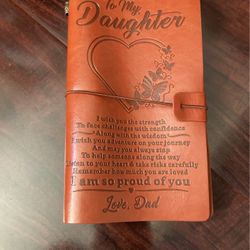 To My
Daughter
I wish you the strength
To face challenges with confidence
Along with the wisdom
I wish you adventure on your journey
And may you always stop
To help someone along the way
Listen to your heart & take risks carefully
Remember how much you are loved
I am so proud of you
Love, Dad